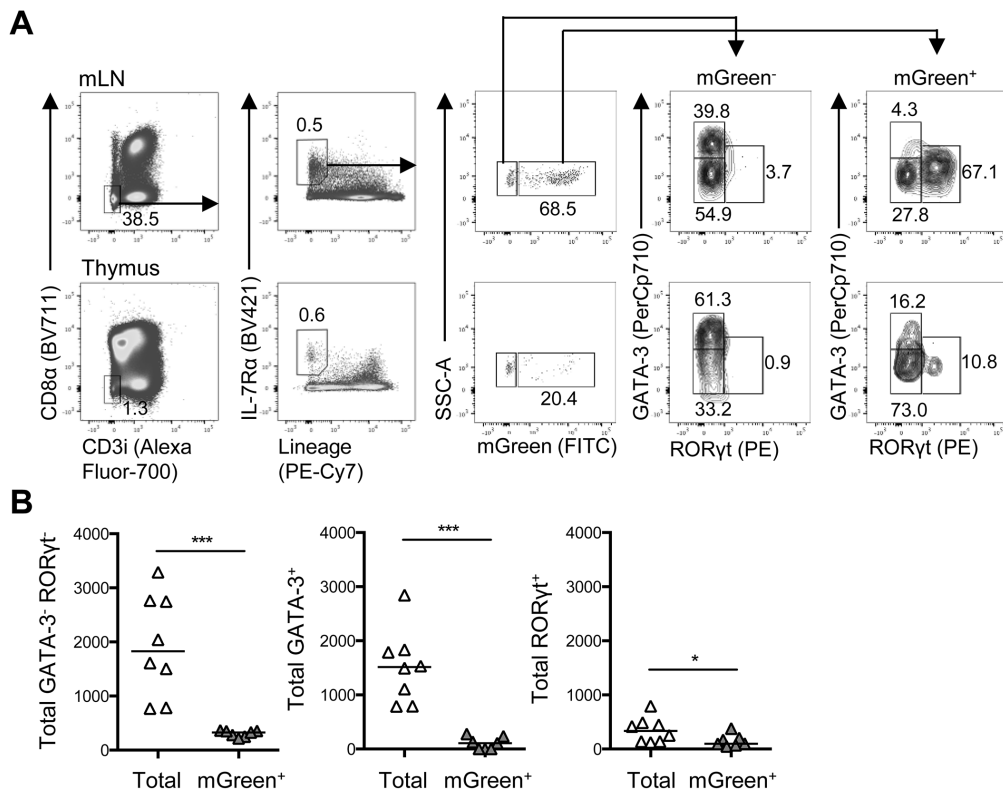 A
mLN
mGreen-
mGreen+
0.5
39.8
4.3
38.5
68.5
3.7
67.1
54.9
27.8
Thymus
0.6
61.3
16.2
1.3
20.4
0.9
10.8
33.2
73.0
CD8α (BV711)
IL-7Rα (BV421)
SSC-A
GATA-3 (PerCp710)
GATA-3 (PerCp710)
CD3i (Alexa
Fluor-700)
Lineage
(PE-Cy7)
mGreen (FITC)
RORγt (PE)
RORγt (PE)
B
Total GATA-3- RORγt-
4000
3000
2000
1000
0
***
Total
mGreen+
Total GATA-3+
4000
3000
2000
1000
0
***
Total
mGreen+
Total RORγt+
4000
3000
2000
1000
0
*
Total
mGreen+